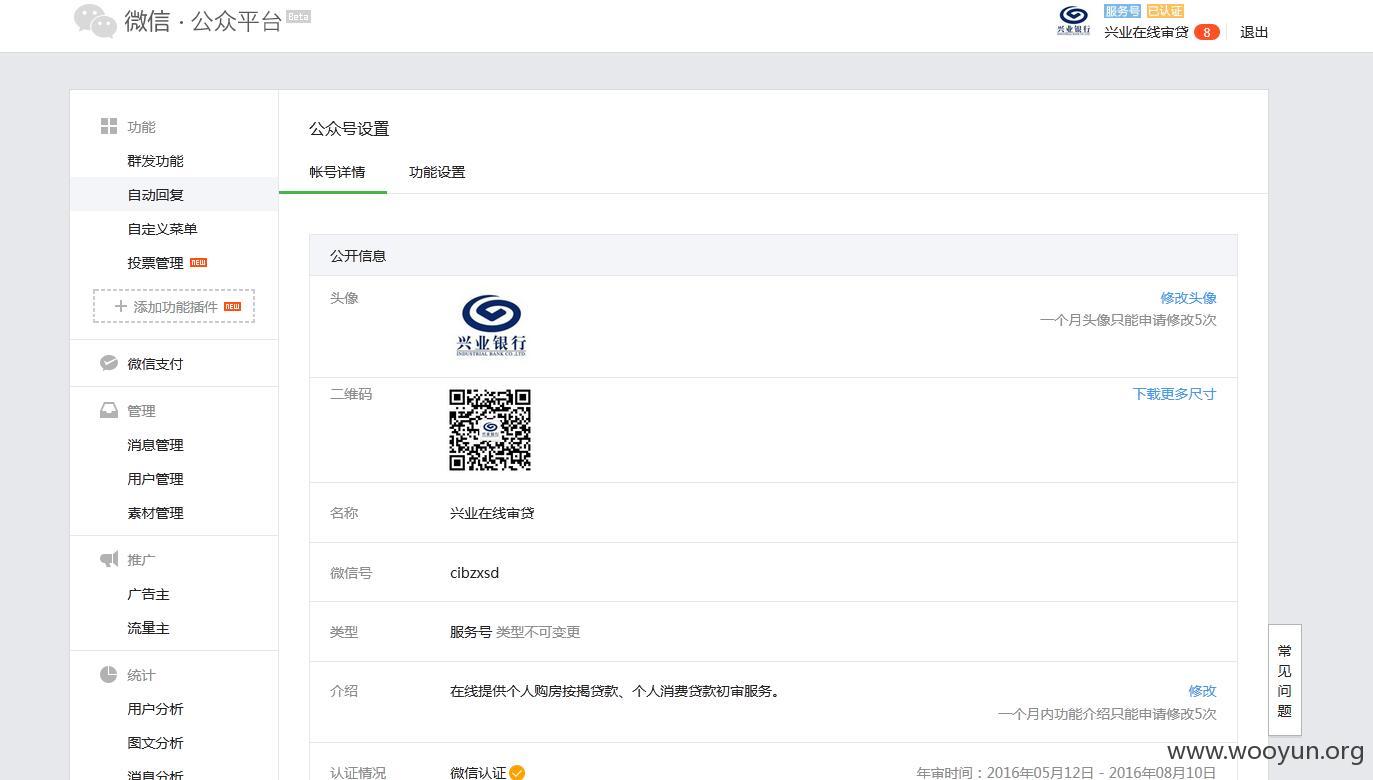 微信·公众平台 Beta
服务号 已认证
兴业银行
兴业在线审贷 8 退出
功能
群发功能
自动回复
自定义菜单
投票管理 NEW
+ 添加功能插件 NEW
微信支付
管理
消息管理
用户管理
素材管理
推广
广告主
流量主
统计
用户分析
图文分析
消息分析
公众号设置
帐号详情 功能设置
公开信息
头像
兴业银行
INDUSTRIAL BANK CO.,LTD.
修改头像
一个月头像只能申请修改5次
二维码
下载更多尺寸
名称 兴业在线审贷
微信号 cibzxsd
类型 服务号 类型不可变更
介绍 在线提供个人购房按揭贷款、个人消费贷款初审服务。 修改
一个月内功能介绍只能申请修改5次
认证情况 微信认证 年审时间：2016年05月12日 - 2016年08月10日
常见问题
www.wooyun.org